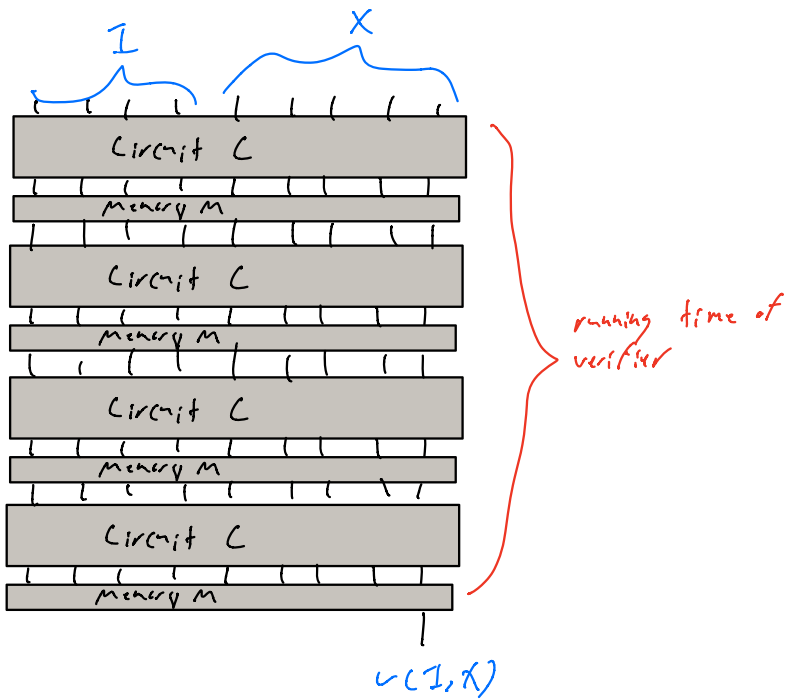 I
X
Circuit C
Memory M
Circuit C
Memory M
Circuit C
Memory M
Circuit C
Memory M
running time of
verifier
v(I,X)